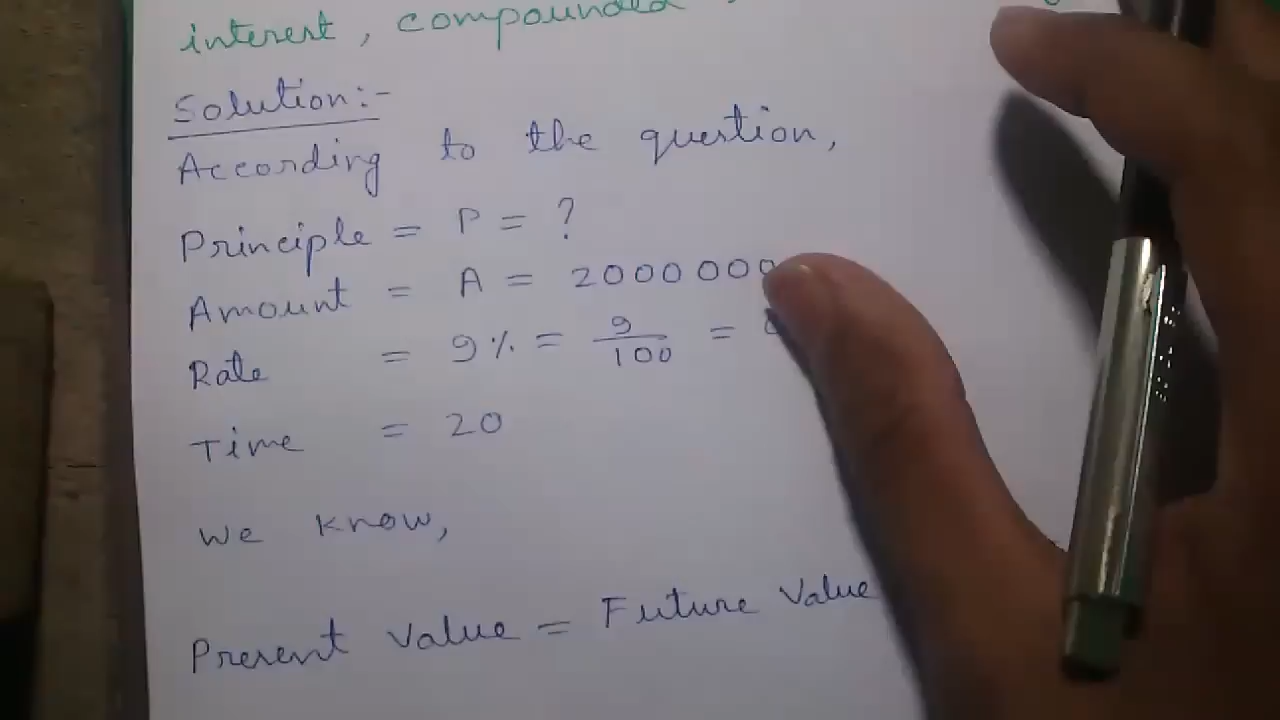 interest, compounded
Solution:-
According to the question,
Principle = P = ?
Amount = A = 2000000
Rate = 9% = 9/100 =
Time = 20
We know,
Present Value = Future Value